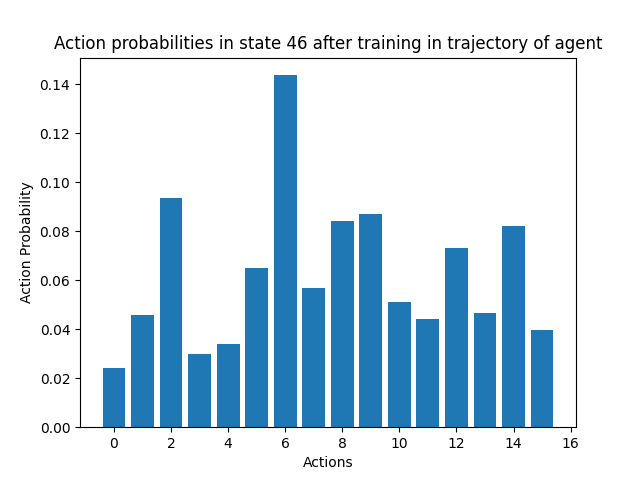 Action probabilities in state 46 after training in trajectory of agent
0.14
0.12
0.10
0.08
0.06
0.04
0.02
0.00
Action Probability
0 2 4 6 8 10 12 14 16
Actions